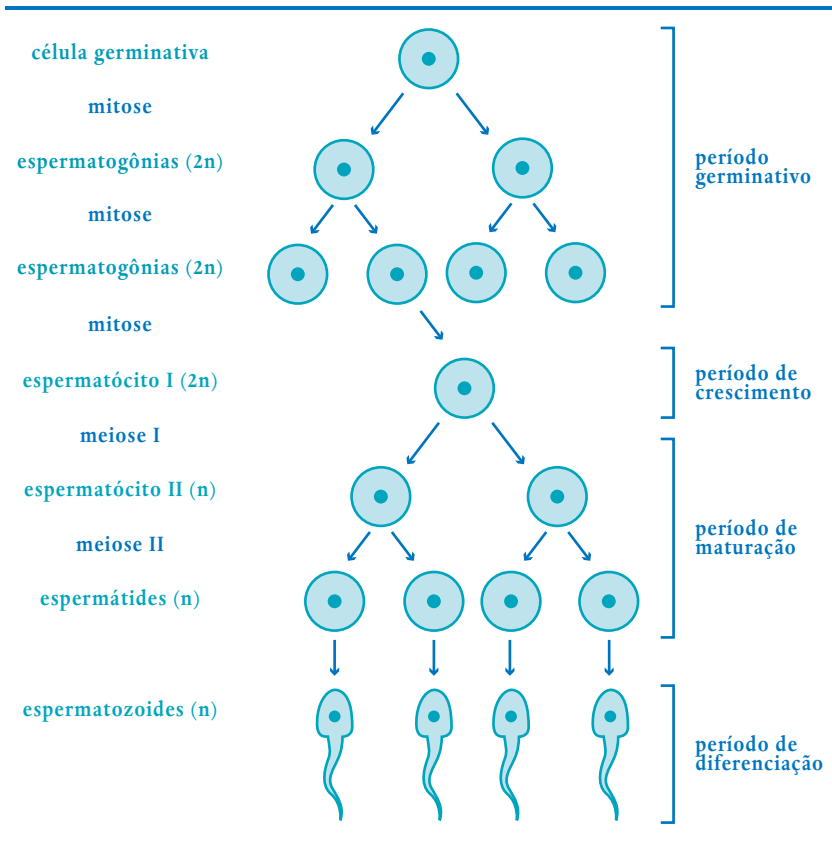 célula germinativa
mitose
espermatogônias (2n)
período
germinativo
mitose
espermatogônias (2n)
mitose
espermatócito I (2n)
período de
crescimento
meiose I
espermatócito II (n)
período de
maturação
meiose II
espermátides (n)
espermatozoides (n)
período de
diferenciação